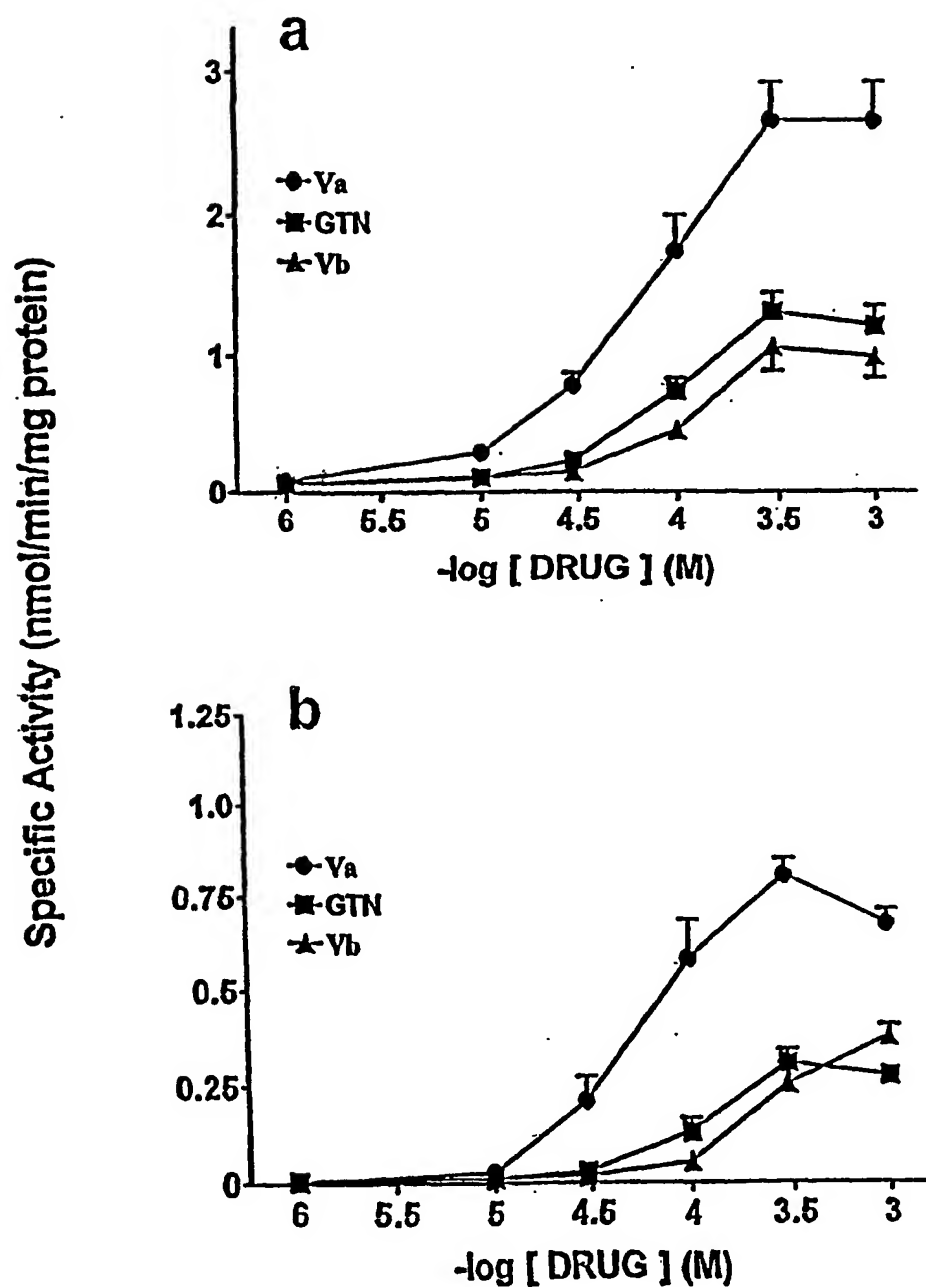 Specific Activity (nmol/min/mg protein)
a
3
2
1
0
Va
GTN
Vb
6 5.5 5 4.5 4 3.5 3
-log [ DRUG ] (M)
b
1.25
1.0
0.75
0.5
0.25
0
Va
GTN
Vb
6 5.5 5 4.5 4 3.5 3
-log [ DRUG ] (M)